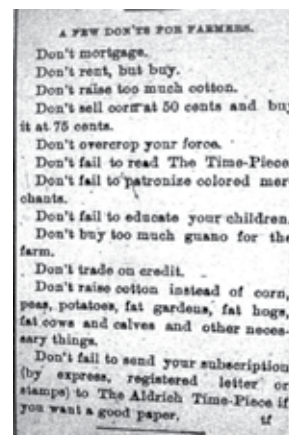 A FEW DON'TS FOR FARMERS.
Don't mortgage.
Don't rent, but buy.
Don't raise too much cotton.
Don't sell corn at 50 cents and buy
it at 75 cents.
Don't overcrop your force.
Don't fail to read The Time-Piece
Don't fail to patronize colored mer-
chants.
Don't fail to educate your children.
Don't buy too much guano for the
farm.
Don't trade on credit.
Don't raise cotton instead of corn,
peas, potatoes, fat gardens, fat hogs,
fat cows and calves and other neces-
sary things.
Don't fail to send your subscription
(by express, registered letter or
stamps) to The Aldrich Time-Piece if
you want a good paper. tf